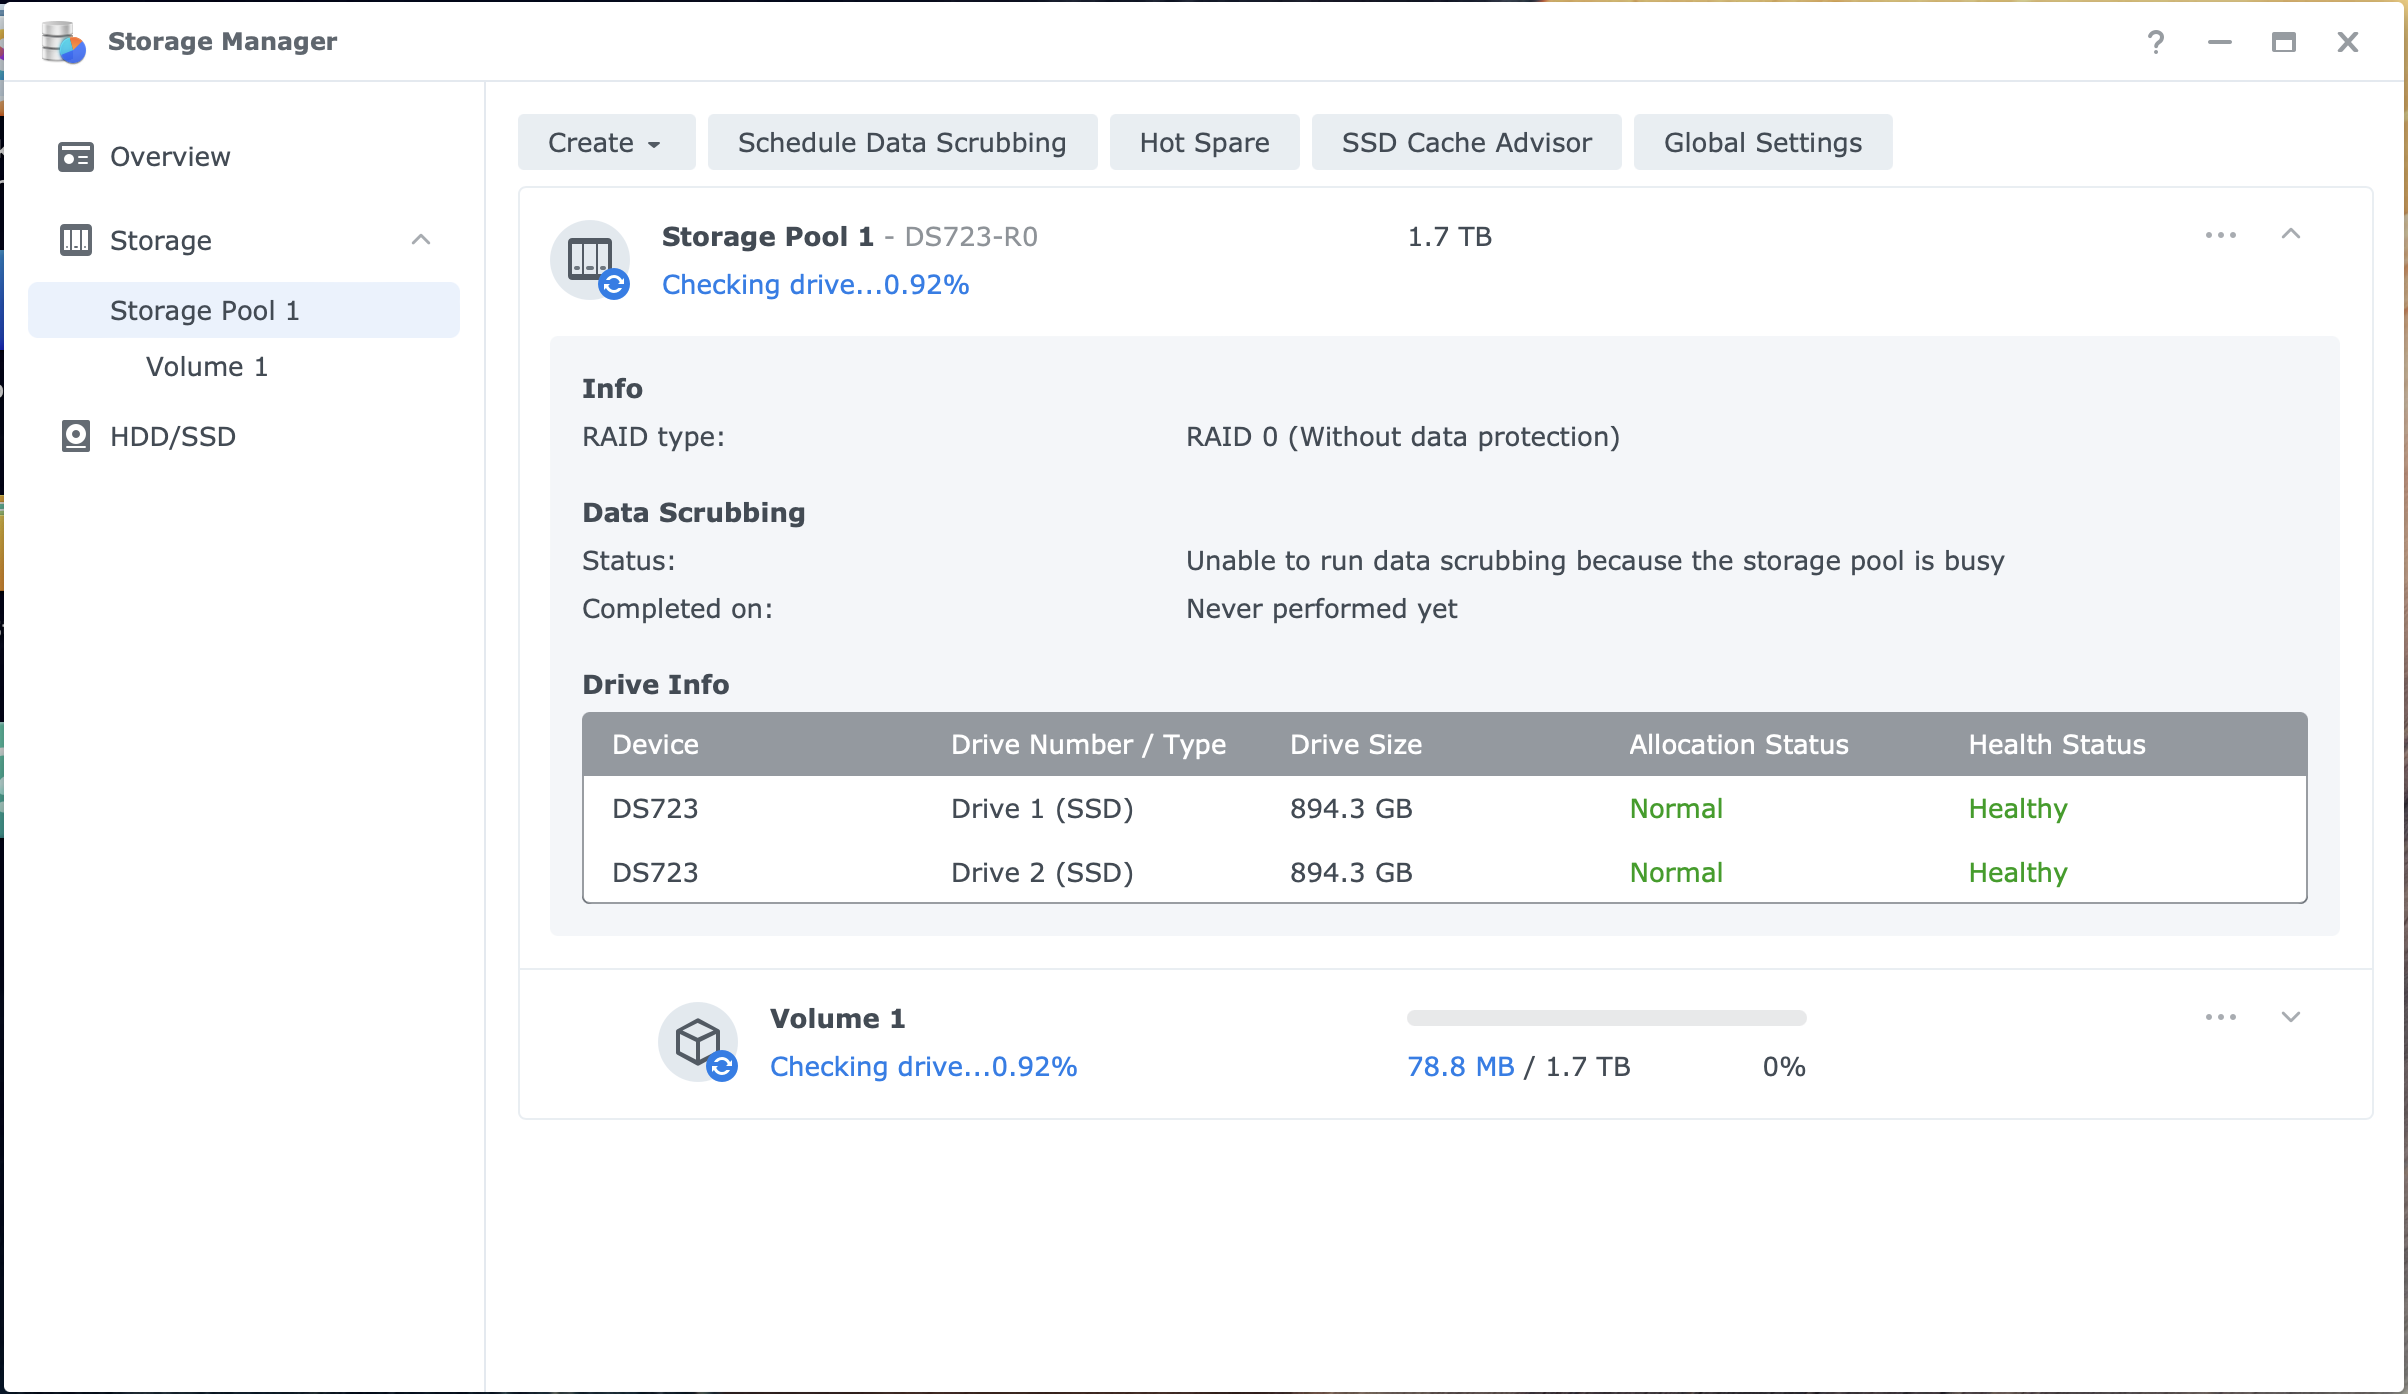 Storage Manager
Overview
Storage
Storage Pool 1
Volume 1
HDD/SSD
Create
Schedule Data Scrubbing
Hot Spare
SSD Cache Advisor
Global Settings
Storage Pool 1 - DS723-R0
1.7 TB
Checking drive...0.92%
Info
RAID type: RAID 0 (Without data protection)
Data Scrubbing
Status: Unable to run data scrubbing because the storage pool is busy
Completed on: Never performed yet
Drive Info
Device Drive Number / Type Drive Size Allocation Status Health Status
DS723 Drive 1 (SSD) 894.3 GB Normal Healthy
DS723 Drive 2 (SSD) 894.3 GB Normal Healthy
Volume 1
Checking drive...0.92%
78.8 MB / 1.7 TB 0%